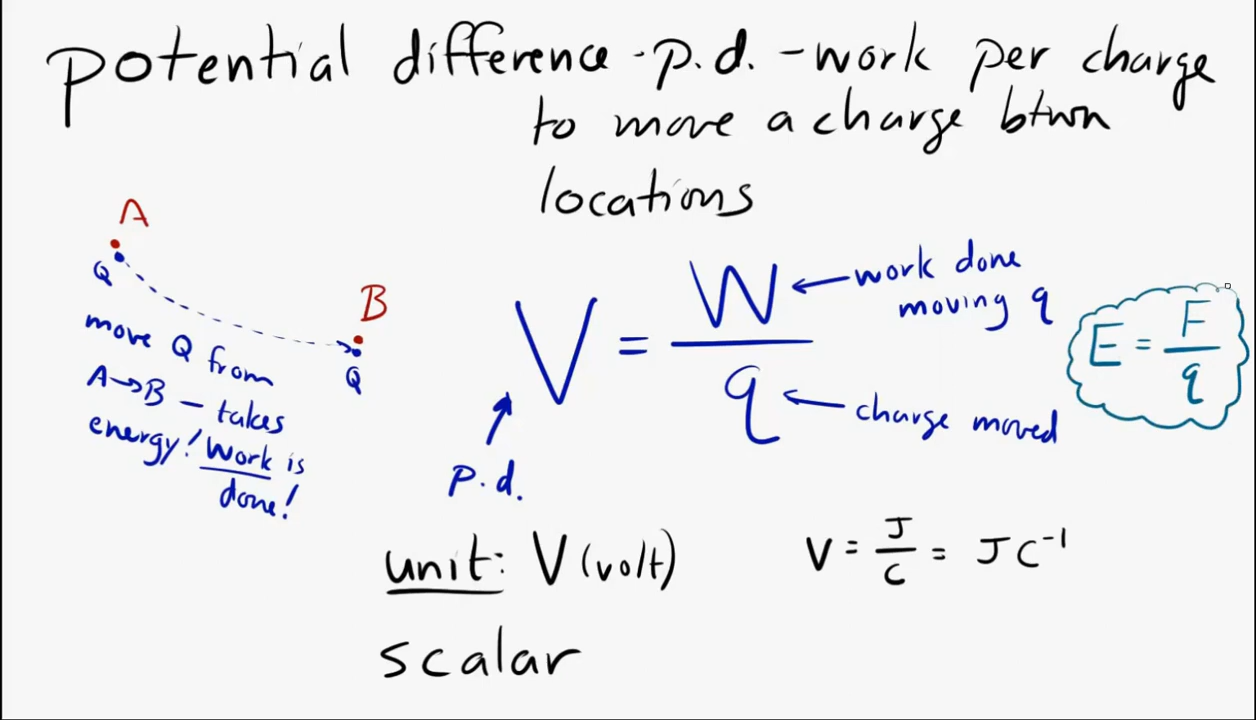 potential difference - p.d. - work per charge
to move a charge btwn
locations
A
Q
B
Q
move Q from
A→B - takes
energy! Work is
done!
V = W/q
← work done
moving q
← charge moved
p.d.
E = F/q
unit: V (volt)
V = J/C = J C⁻¹
scalar